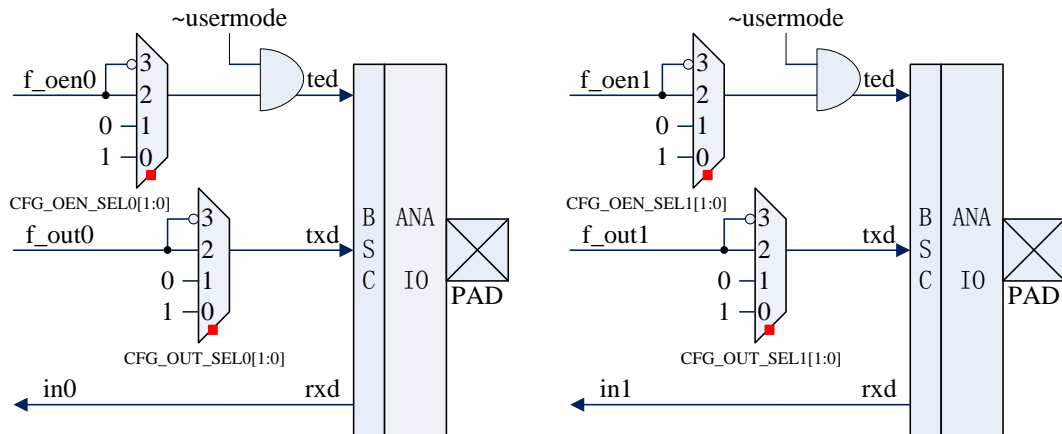 ~usermode
f_oen0
3
2
0
1
1
0
ted
CFG_OEN_SEL0[1:0]
f_out0
3
2
0
1
1
0
txd
CFG_OUT_SEL0[1:0]
B
S
C
ANA
IO
PAD
in0
rxd
~usermode
f_oen1
3
2
0
1
1
0
ted
CFG_OEN_SEL1[1:0]
f_out1
3
2
0
1
1
0
txd
CFG_OUT_SEL1[1:0]
B
S
C
ANA
IO
PAD
in1
rxd